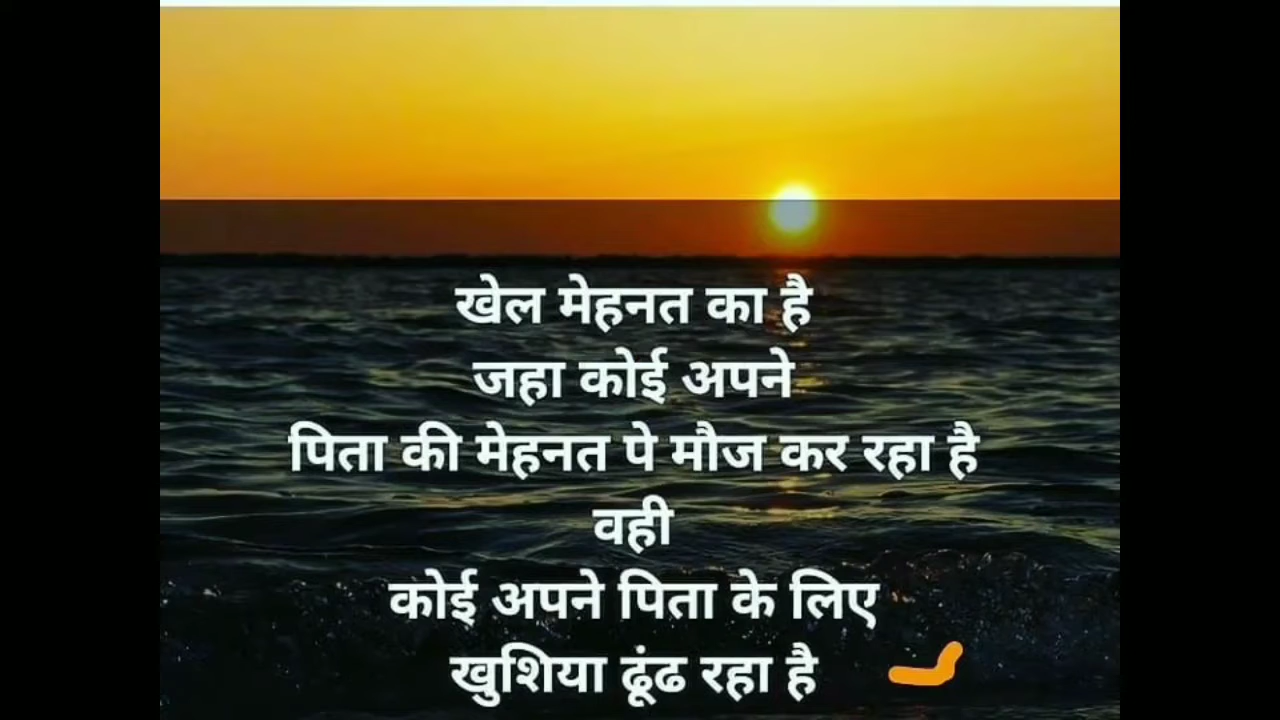 खेल मेहनत का है
जहा कोई अपने
पिता की मेहनत पे मौज कर रहा है
वही
कोई अपने पिता के लिए
खुशिया ढूंढ रहा है